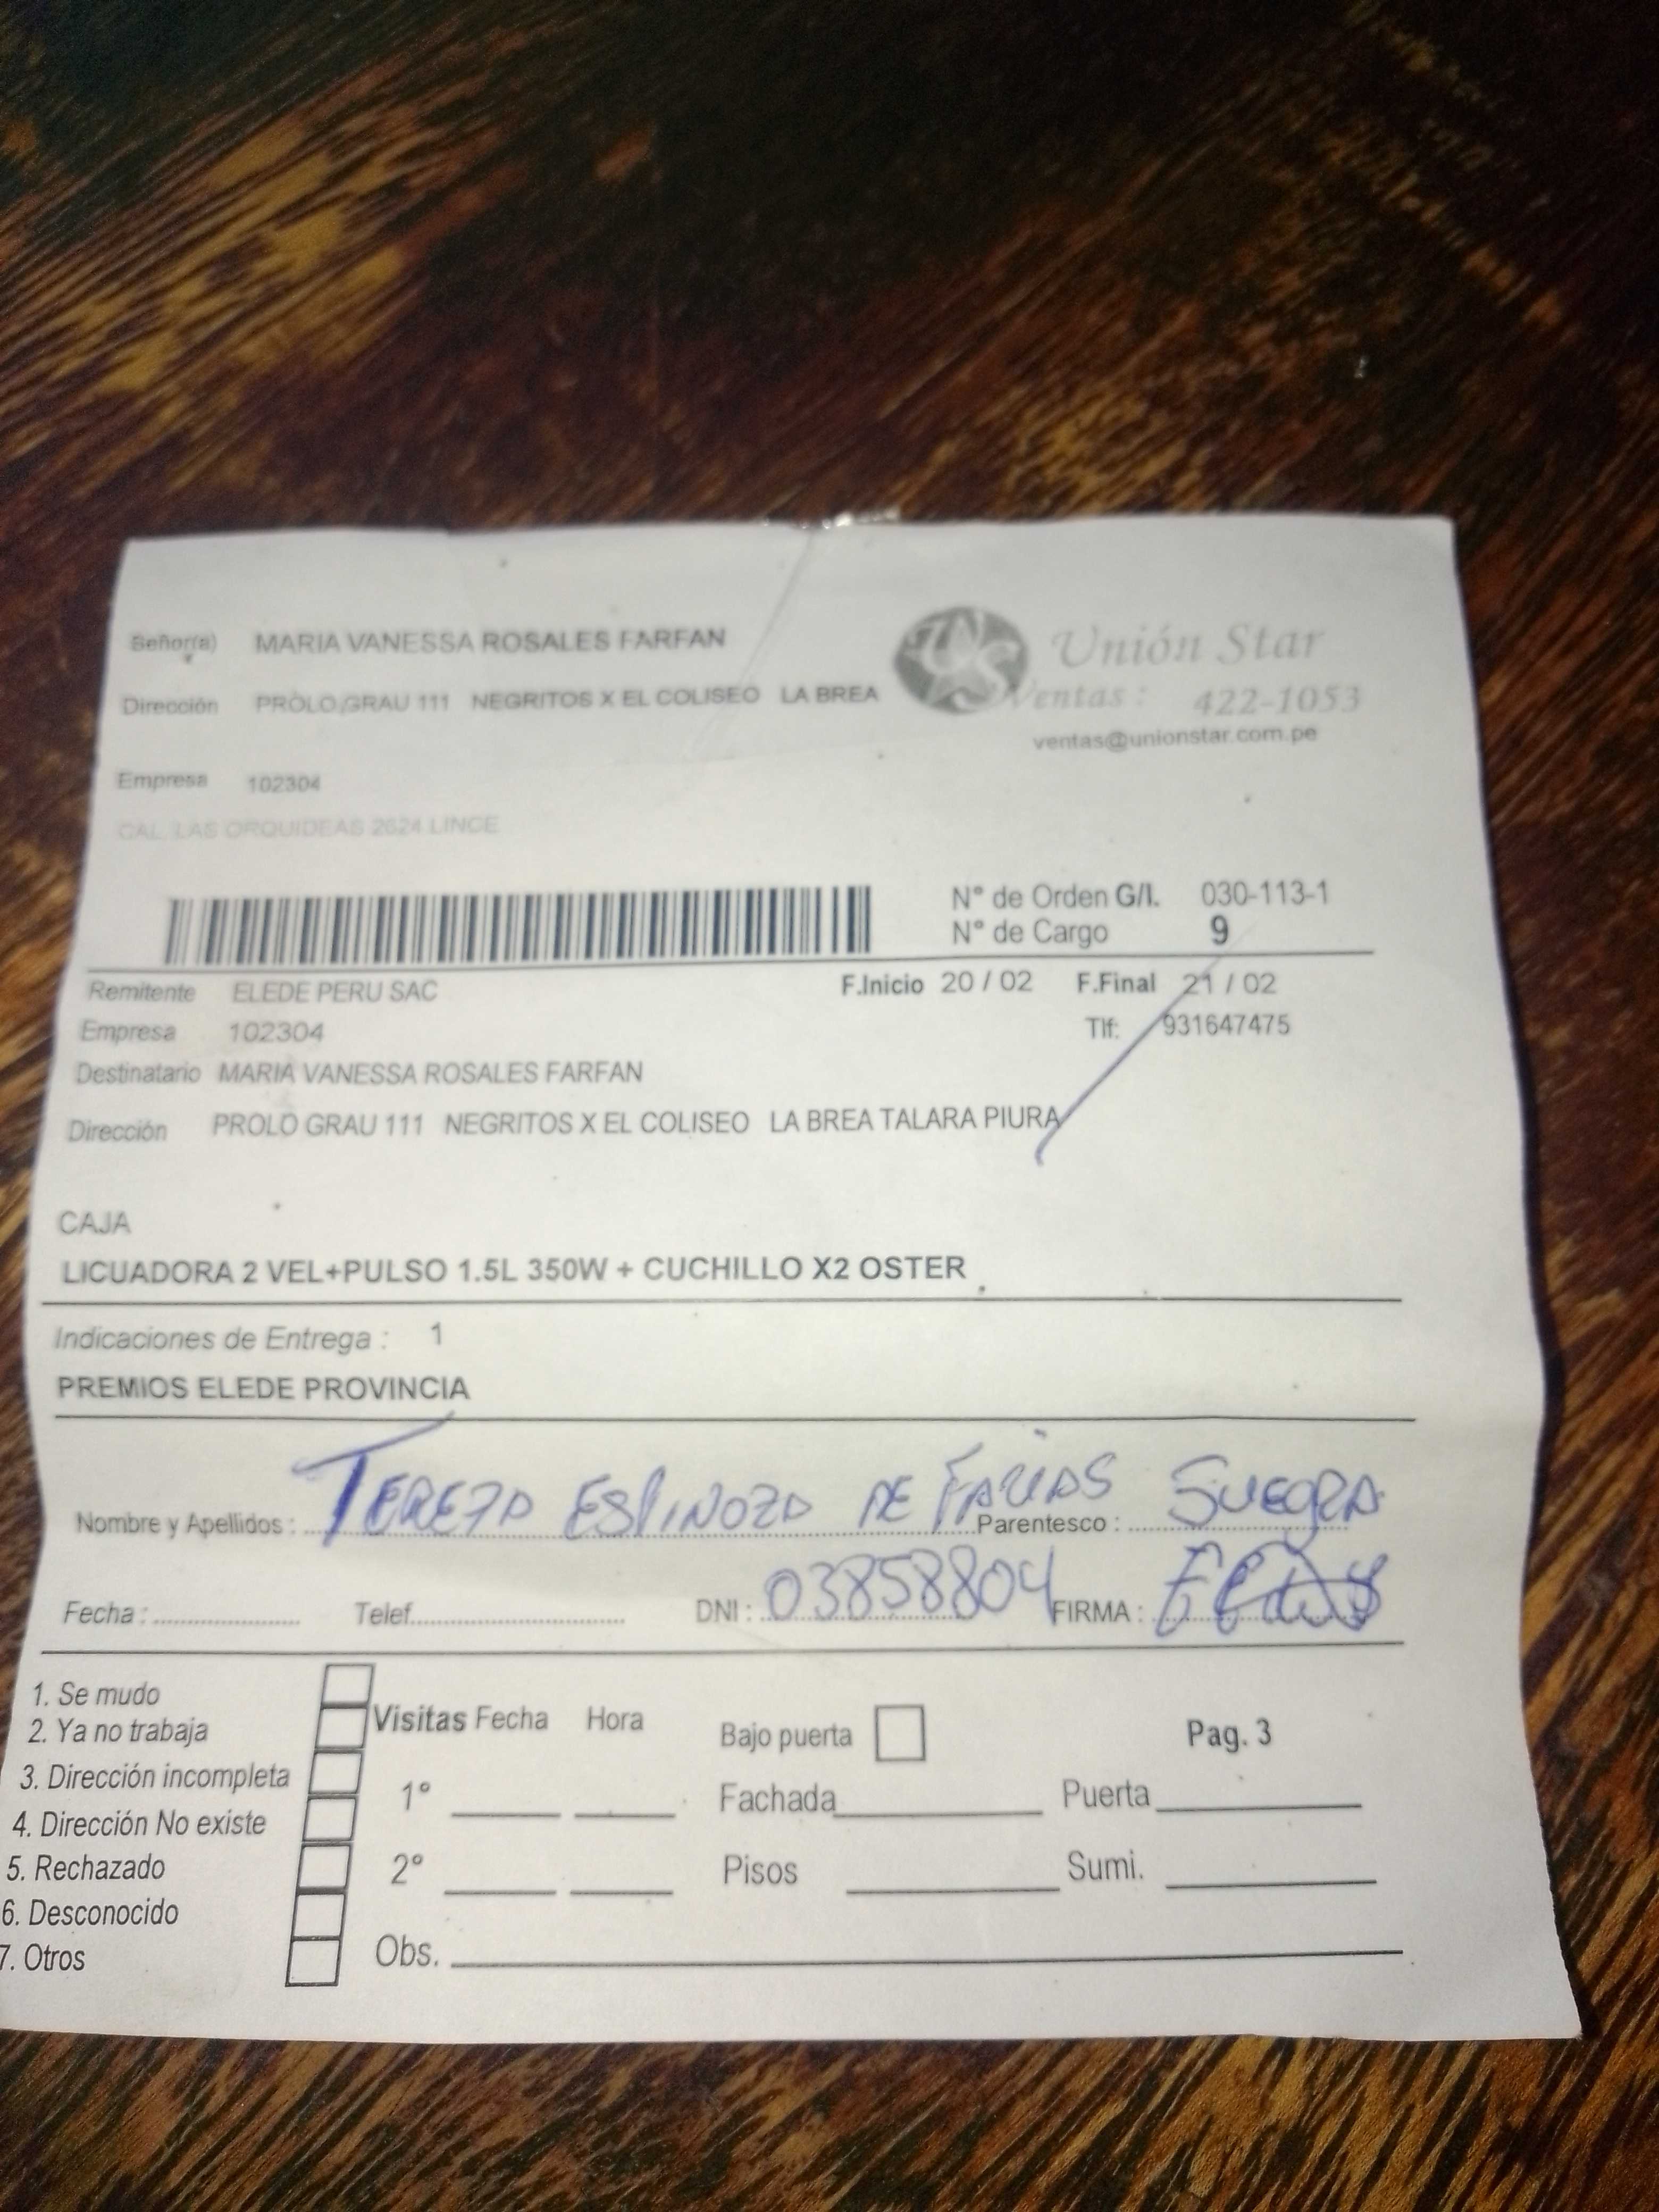 Señor(a) MARIA VANESSA ROSALES FARFAN
Unión Star
Dirección PROLO GRAU 111 NEGRITOS X EL COLISEO LA BREA
Ventas : 422-1053
ventas@unionstar.com.pe
Empresa 102304
CAL. LAS ORQUIDEAS 2624 LINCE
N° de Orden G/I. 030-113-1
N° de Cargo 9
Remitente ELEDE PERU SAC F.Inicio 20 / 02 F.Final 21 / 02
Empresa 102304 Tlf: 931647475
Destinatario MARIA VANESSA ROSALES FARFAN
Dirección PROLO GRAU 111 NEGRITOS X EL COLISEO LA BREA TALARA PIURA
CAJA
LICUADORA 2 VEL+PULSO 1.5L 350W + CUCHILLO X2 OSTER
Indicaciones de Entrega : 1
PREMIOS ELEDE PROVINCIA
Nombre y Apellidos : TEREZA ESPINOZA DE FARIAS Parentesco : SUEGRA
Fecha : Telef. DNI : 03858804 FIRMA :
1. Se mudo
2. Ya no trabaja
3. Dirección incompleta
4. Dirección No existe
5. Rechazado
6. Desconocido
7. Otros
Visitas Fecha Hora Bajo puerta Pag. 3
1° Fachada Puerta
2° Pisos Sumi.
Obs.